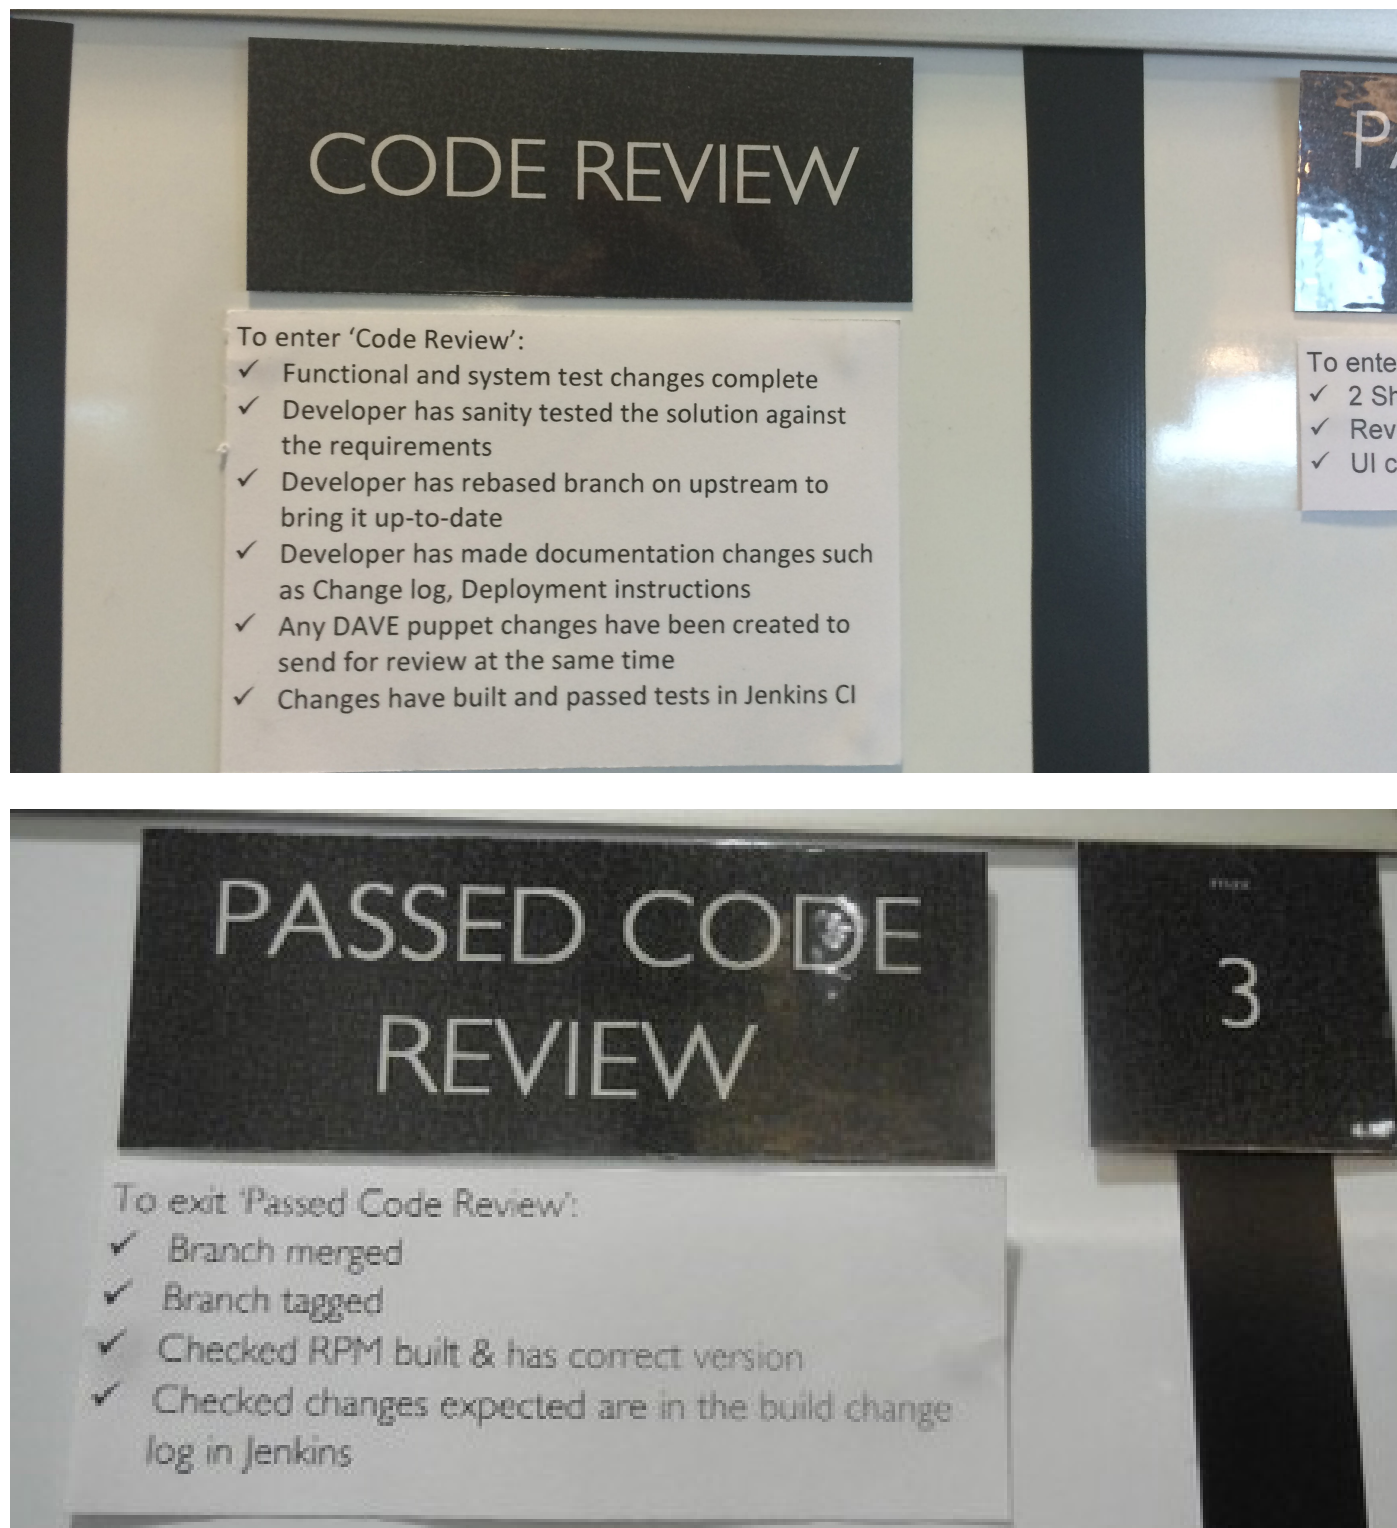 CODE REVIEW
To enter ‘Code Review’:
✓ Functional and system test changes complete
✓ Developer has sanity tested the solution against
the requirements
✓ Developer has rebased branch on upstream to
bring it up-to-date
✓ Developer has made documentation changes such
as Change log, Deployment instructions
✓ Any DAVE puppet changes have been created to
send for review at the same time
✓ Changes have built and passed tests in Jenkins CI
PA
To ente
✓ 2 Sh
✓ Rev
✓ UI c
PASSED CODE
REVIEW
max
3
To exit ‘Passed Code Review’:
✓ Branch merged
✓ Branch tagged
✓ Checked RPM built & has correct version
✓ Checked changes expected are in the build change
log in Jenkins